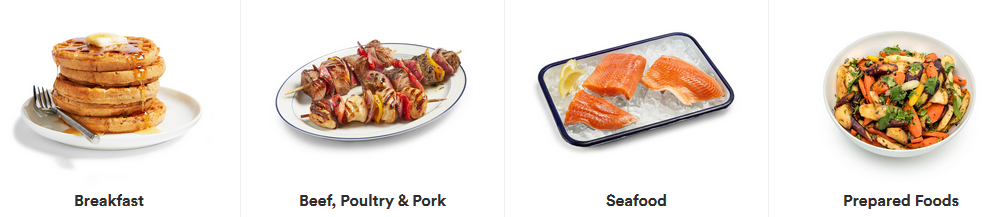 Breakfast
Beef, Poultry & Pork
Seafood
Prepared Foods